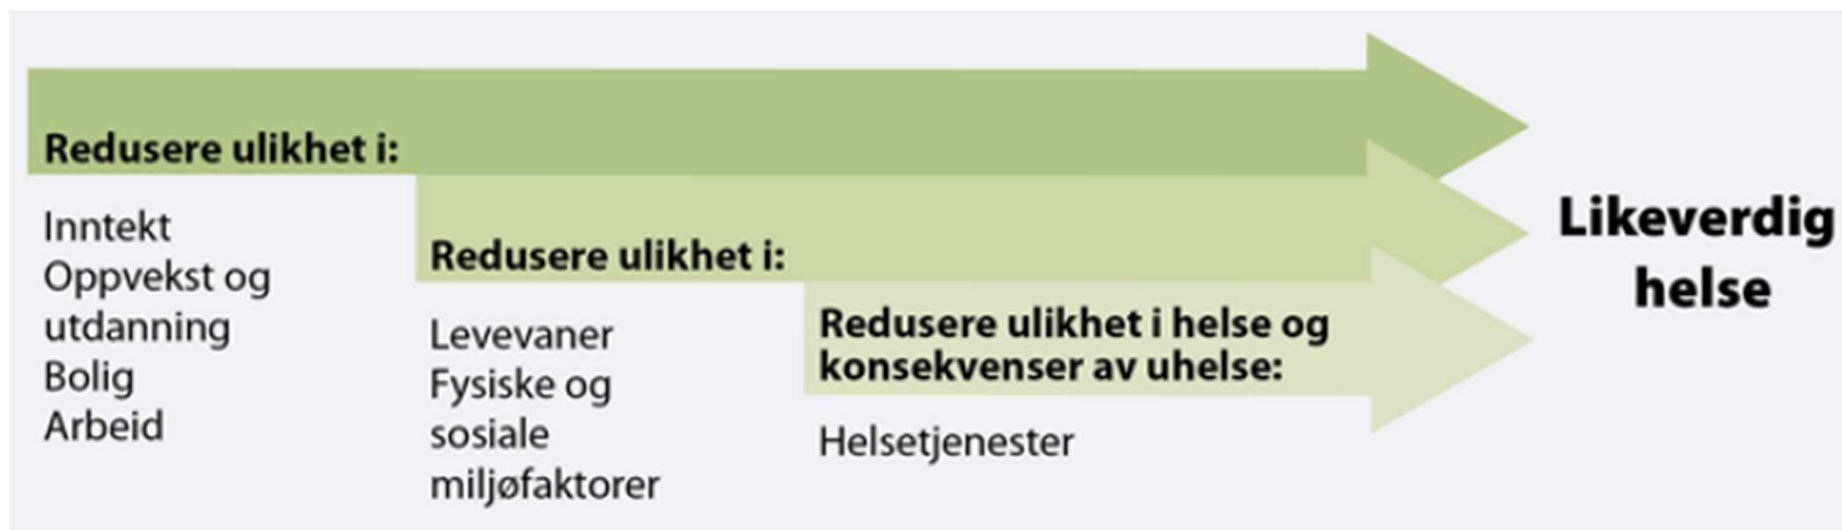 Redusere ulikhet i:
Inntekt
Oppvekst og
utdanning
Bolig
Arbeid
Redusere ulikhet i:
Levevaner
Fysiske og
sosiale
miljøfaktorer
Redusere ulikhet i helse og
konsekvenser av uhelse:
Helsetjenester
Likeverdig
helse